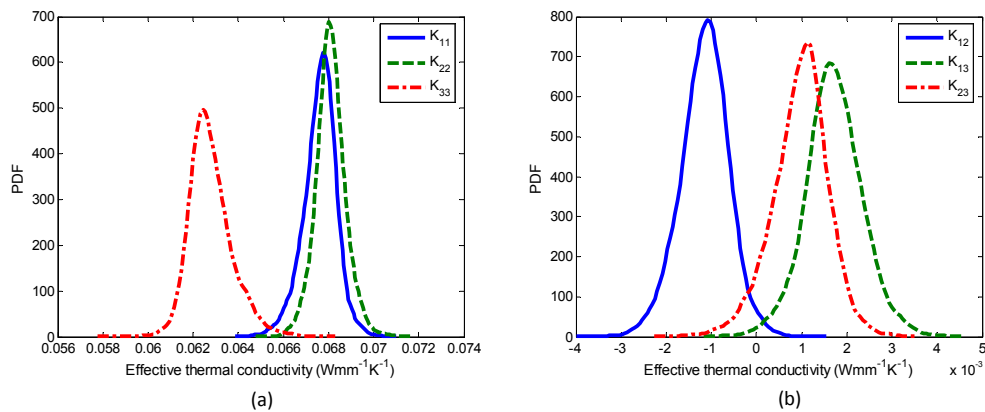 700
600
500
400
300
200
100
0
PDF
0.056 0.058 0.06 0.062 0.064 0.066 0.068 0.07 0.072 0.074
Effective thermal conductivity (Wmm⁻¹K⁻¹)
K₁₁
K₂₂
K₃₃
(a)
800
700
600
500
400
300
200
100
0
PDF
-4 -3 -2 -1 0 1 2 3 4 5
x 10⁻³
Effective thermal conductivity (Wmm⁻¹K⁻¹)
K₁₂
K₁₃
K₂₃
(b)